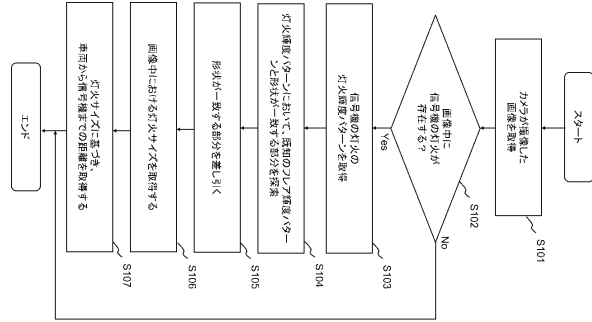 スタート
カメラが撮像した
画像を取得
S101
画像中に
信号機の灯火が
存在する?
S102
No
Yes
信号機の灯火の
灯火輝度パターンを取得
S103
灯火輝度パターンにおいて、既知のフレア輝度パター
ンと形状が一致する部分を探索
S104
形状が一致する部分を差し引く
S105
画像中における灯火サイズを取得する
S106
灯火サイズに基づき、
車両から信号機までの距離を取得する
S107
エンド